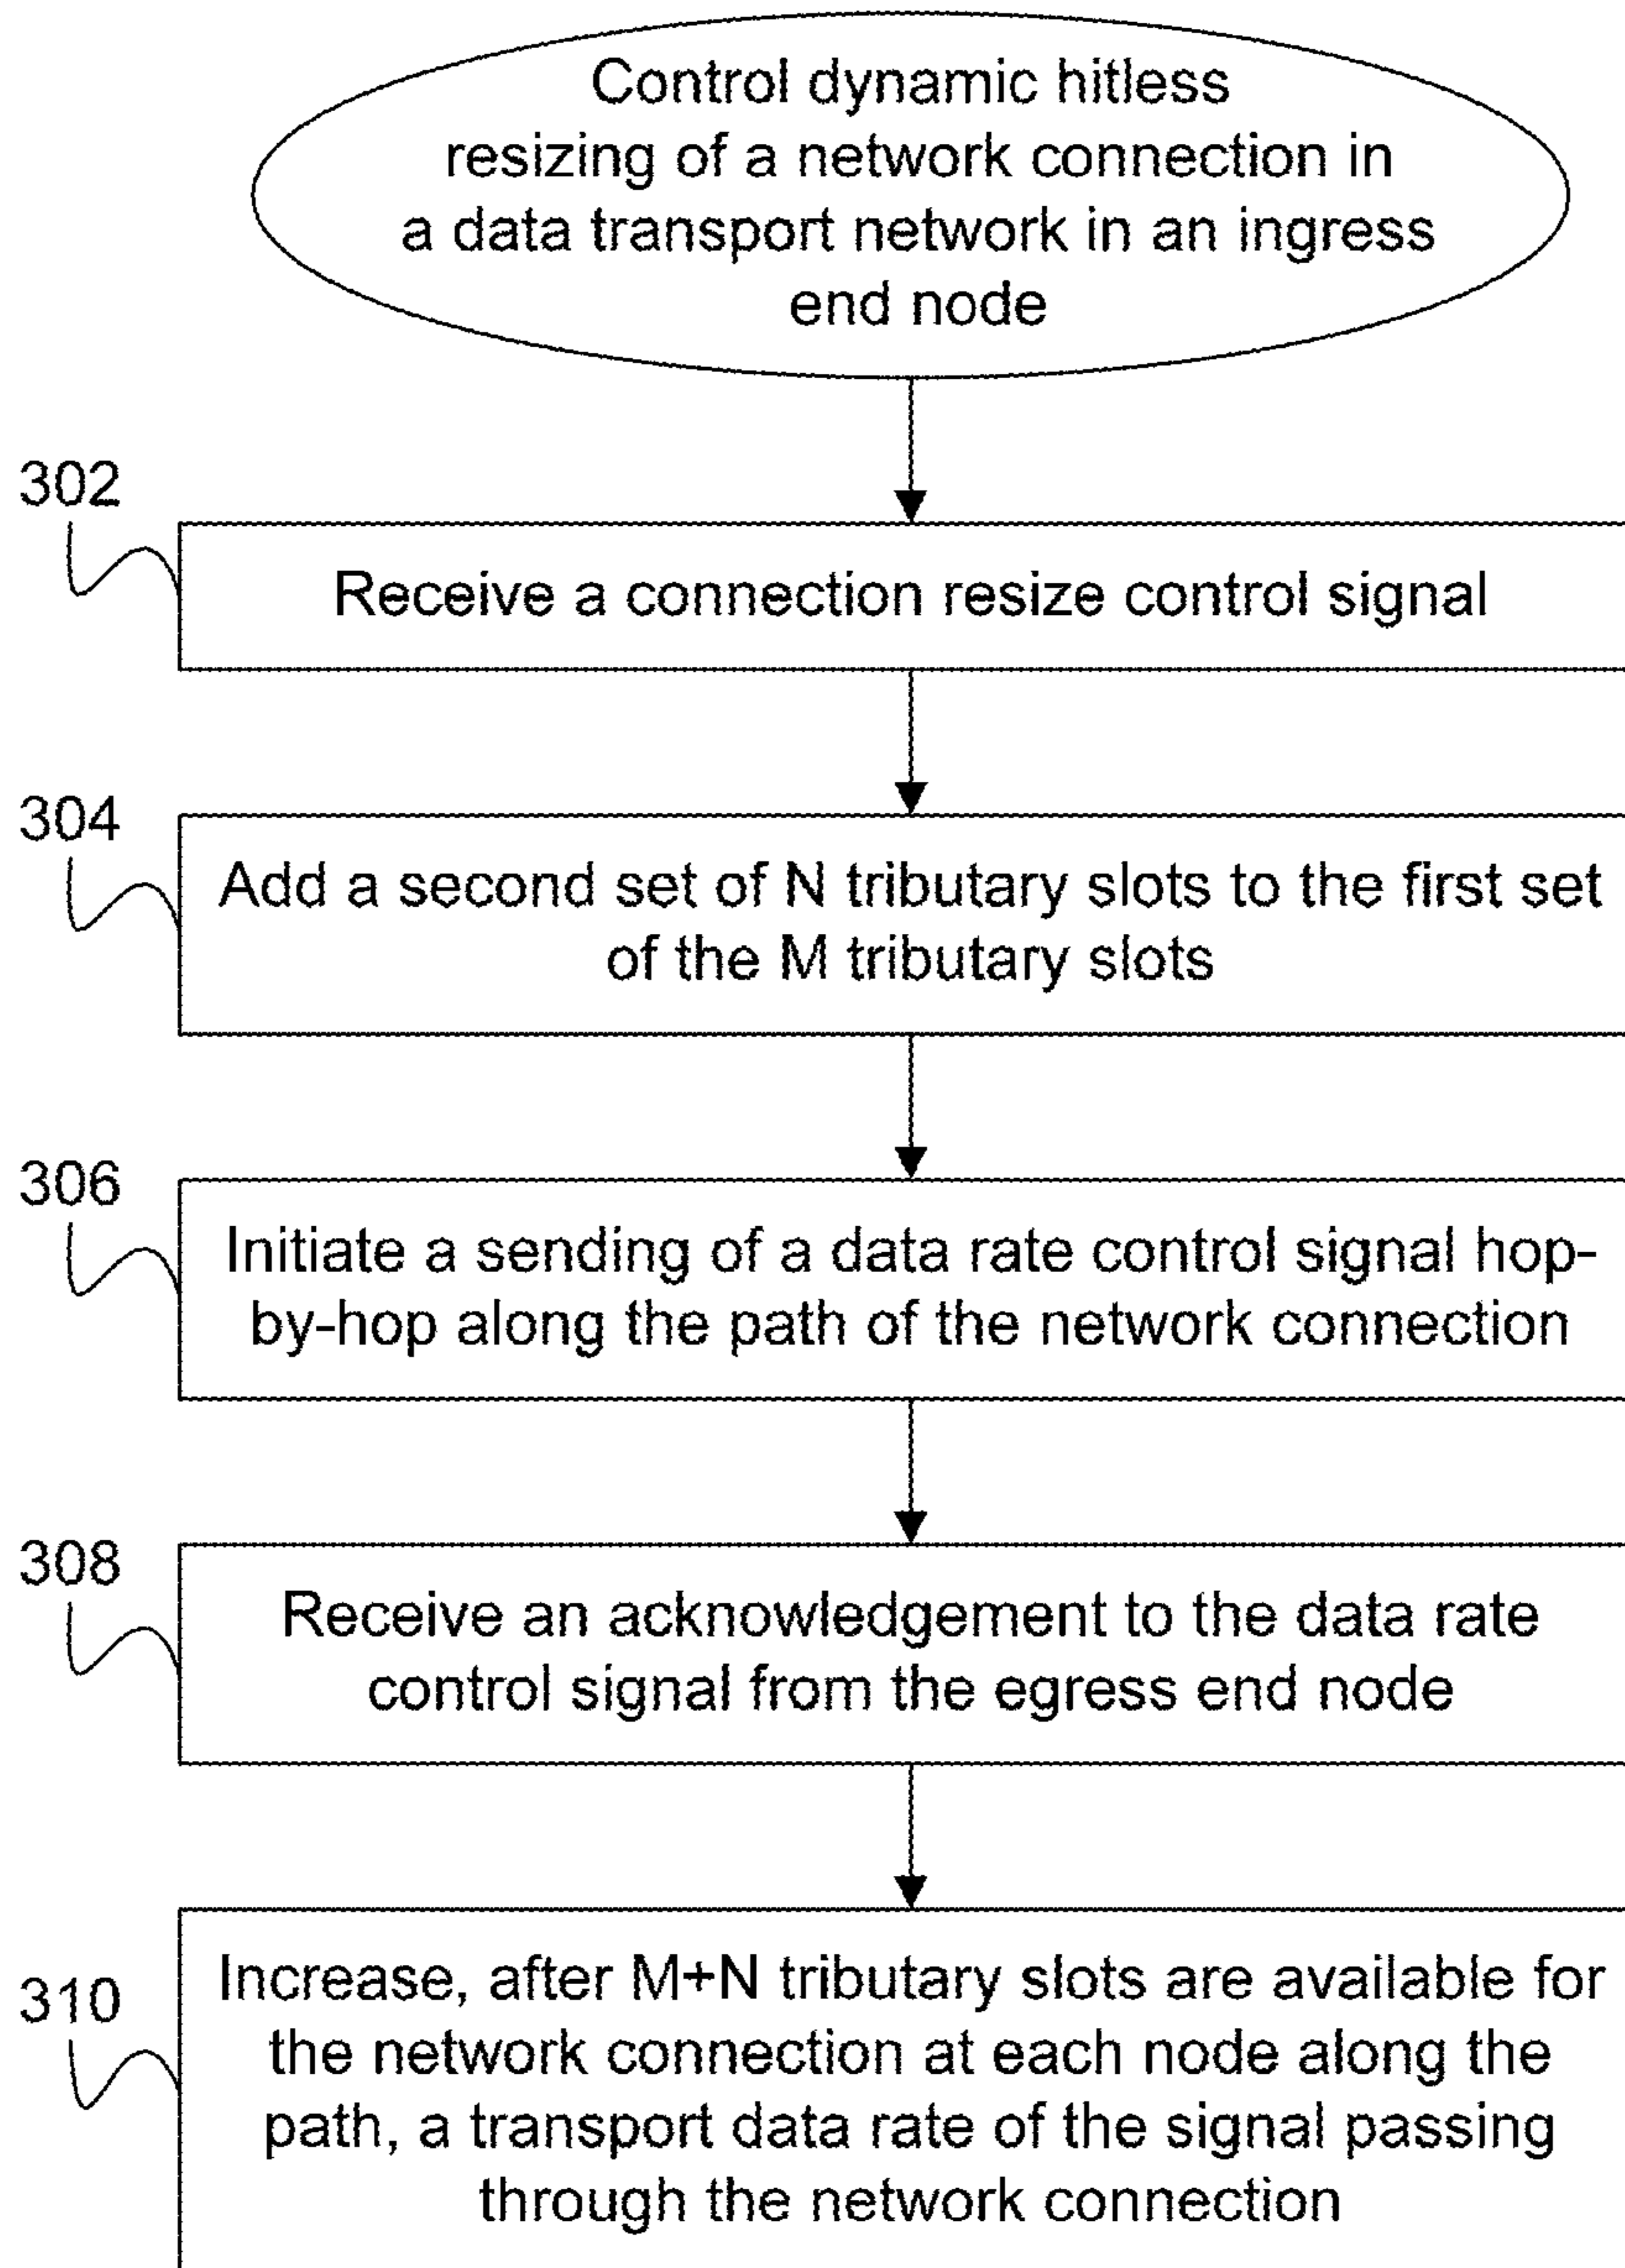 Control dynamic hitless
resizing of a network connection in
a data transport network in an ingress
end node
302
Receive a connection resize control signal
304
Add a second set of N tributary slots to the first set
of the M tributary slots
306
Initiate a sending of a data rate control signal hop-
by-hop along the path of the network connection
308
Receive an acknowledgement to the data rate
control signal from the egress end node
310
Increase, after M+N tributary slots are available for
the network connection at each node along the
path, a transport data rate of the signal passing
through the network connection